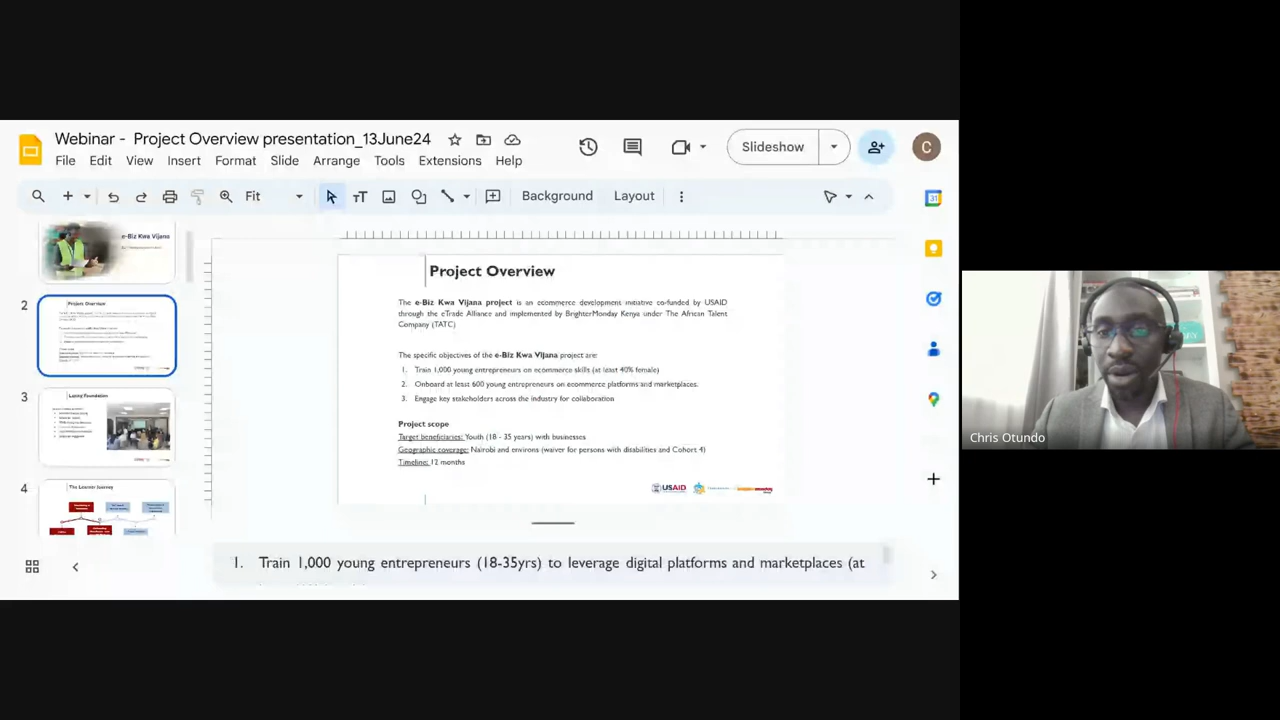 Webinar - Project Overview presentation_13June24
File Edit View Insert Format Slide Arrange Tools Extensions Help
Slideshow
C
Fit
Background
Layout
31
e-Biz Kwa Vijana
2
Project Overview
3
Laying Foundation
4
The Learner Journey
Project Overview
The e-Biz Kwa Vijana project is an ecommerce development initiative co-funded by USAID
through the eTrade Alliance and implemented by BrighterMonday Kenya under The African Talent
Company (TATC)
The specific objectives of the e-Biz Kwa Vijana project are:
1. Train 1,000 young entrepreneurs on ecommerce skills (at least 40% female)
2. Onboard at least 600 young entrepreneurs on ecommerce platforms and marketplaces.
3. Engage key stakeholders across the industry for collaboration
Project scope
Target beneficiaries: Youth (18 - 35 years) with businesses
Geographic coverage: Nairobi and environs (waiver for persons with disabilities and Cohort 4)
Timeline: 12 months
USAID
1. Train 1,000 young entrepreneurs (18-35yrs) to leverage digital platforms and marketplaces (at
Chris Otundo